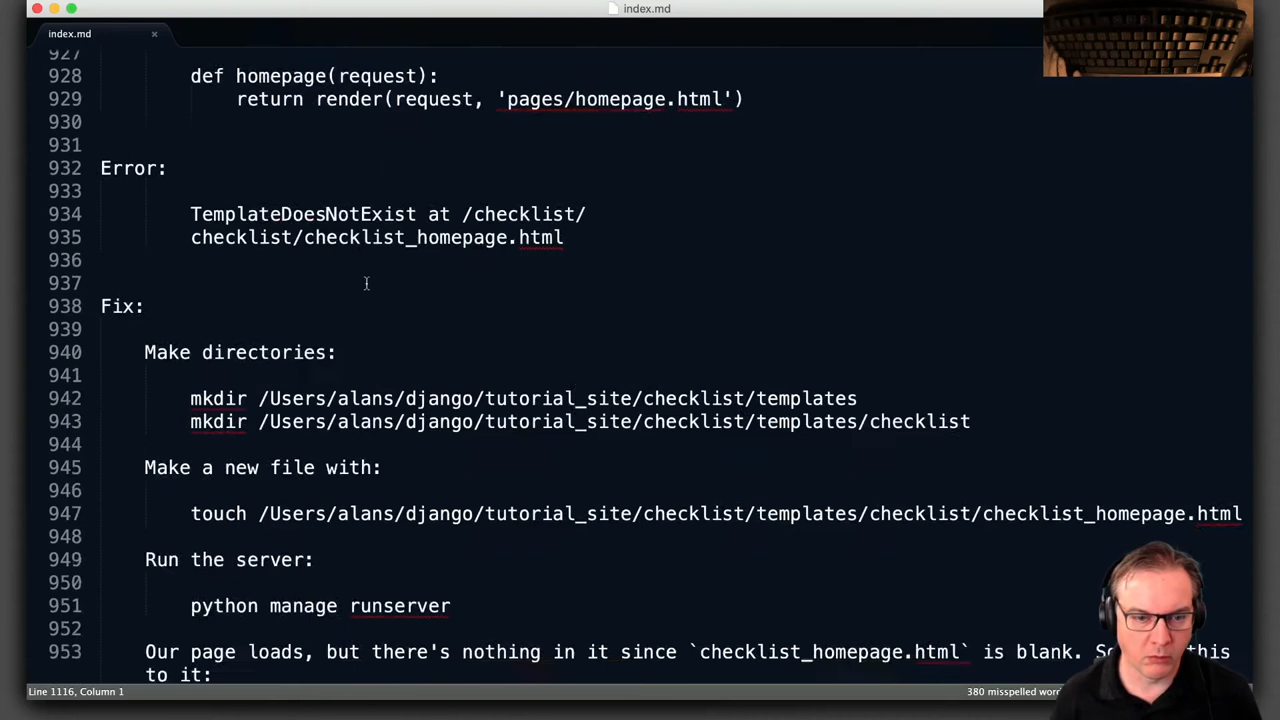 index.md
index.md ×
927
928 def homepage(request):
929 return render(request, 'pages/homepage.html')
930
931
932 Error:
933
934 TemplateDoesNotExist at /checklist/
935 checklist/checklist_homepage.html
936
937
938 Fix:
939
940 Make directories:
941
942 mkdir /Users/alans/django/tutorial_site/checklist/templates
943 mkdir /Users/alans/django/tutorial_site/checklist/templates/checklist
944
945 Make a new file with:
946
947 touch /Users/alans/django/tutorial_site/checklist/templates/checklist/checklist_homepage.html
948
949 Run the server:
950
951 python manage runserver
952
953 Our page loads, but there's nothing in it since `checklist_homepage.html` is blank. So this
to it:
Line 1116, Column 1
380 misspelled